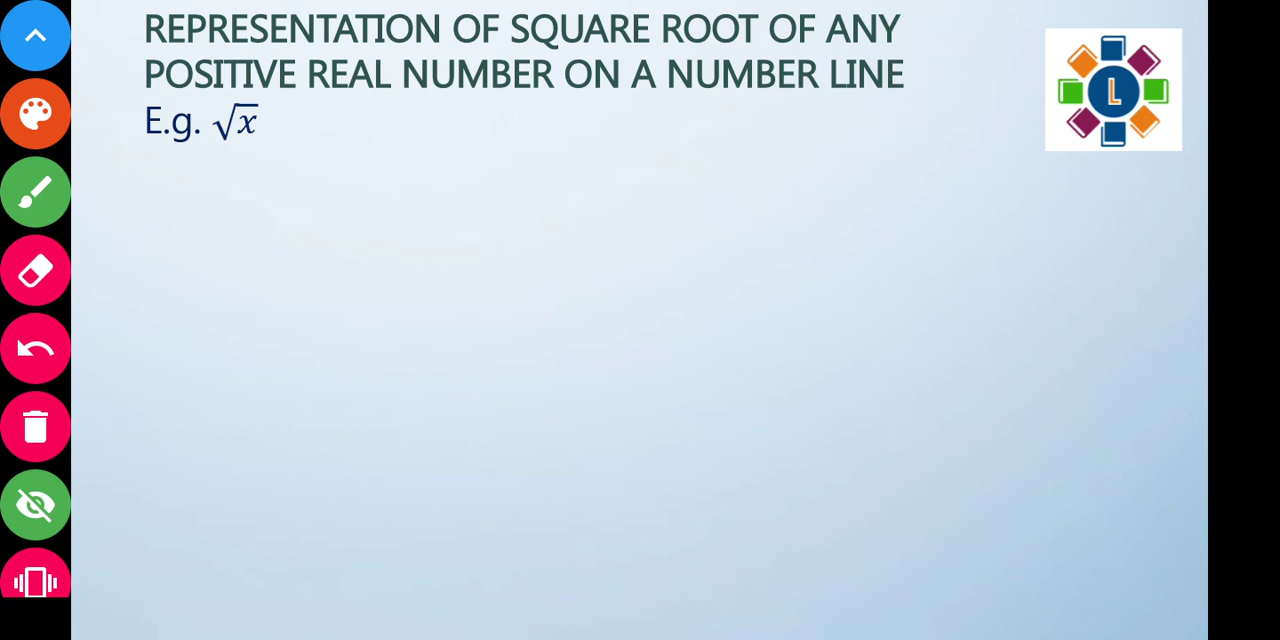 REPRESENTATION OF SQUARE ROOT OF ANY
POSITIVE REAL NUMBER ON A NUMBER LINE
E.g. √x
L